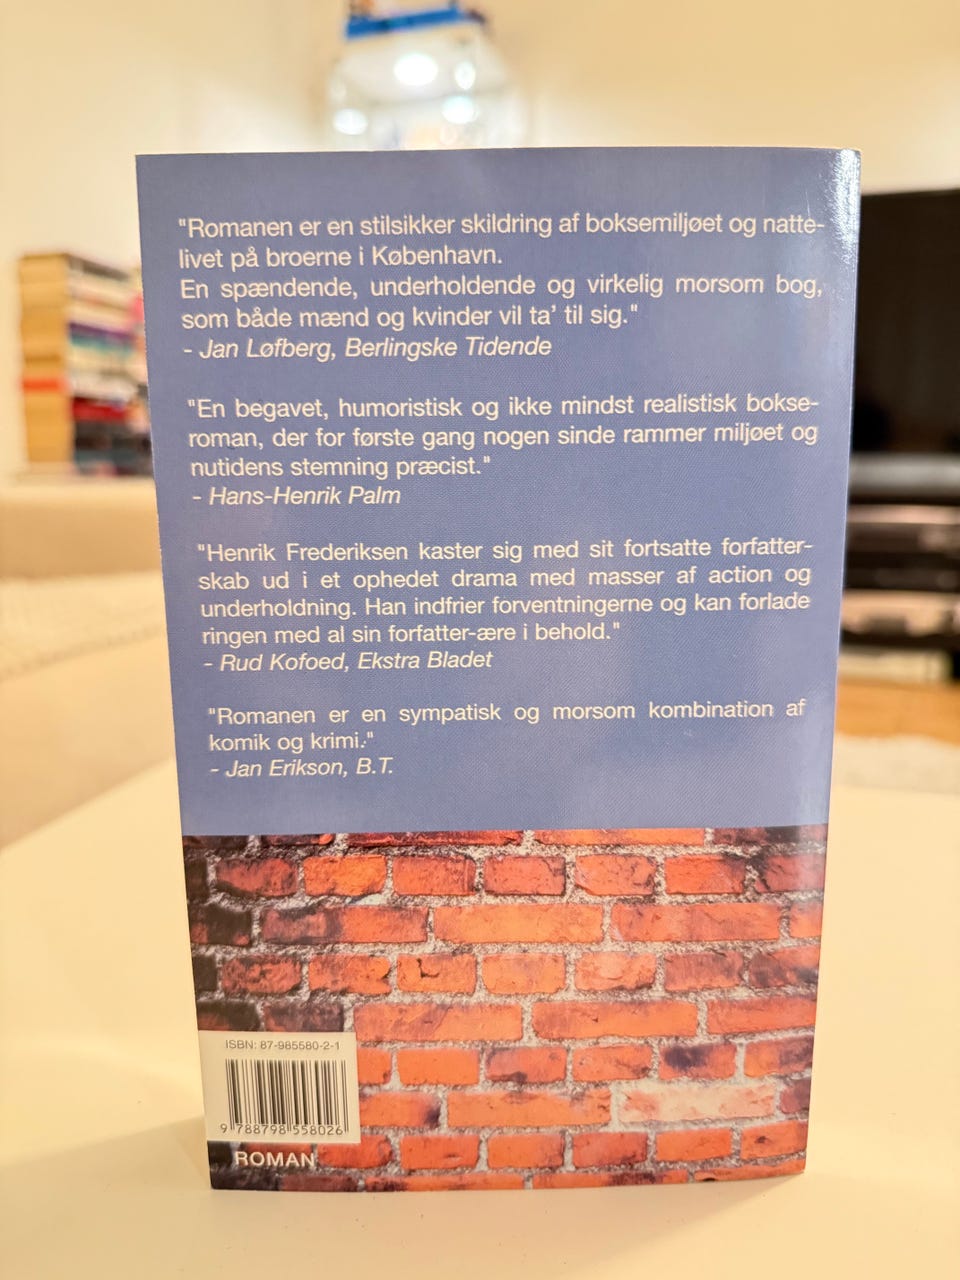 "Romanen er en stilsikker skildring af boksemiljøet og natte-
livet på broerne i København.
En spændende, underholdende og virkelig morsom bog,
som både mænd og kvinder vil ta' til sig."
- Jan Løfberg, Berlingske Tidende
"En begavet, humoristisk og ikke mindst realistisk bokse-
roman, der for første gang nogen sinde rammer miljøet og
nutidens stemning præcist."
- Hans-Henrik Palm
"Henrik Frederiksen kaster sig med sit fortsatte forfatter-
skab ud i et ophedet drama med masser af action og
underholdning. Han indfrier forventningerne og kan forlade
ringen med al sin forfatter-ære i behold."
- Rud Kofoed, Ekstra Bladet
"Romanen er en sympatisk og morsom kombination af
komik og krimi."
- Jan Erikson, B.T.
ISBN: 87-985580-2-1
9 788798 558026
ROMAN